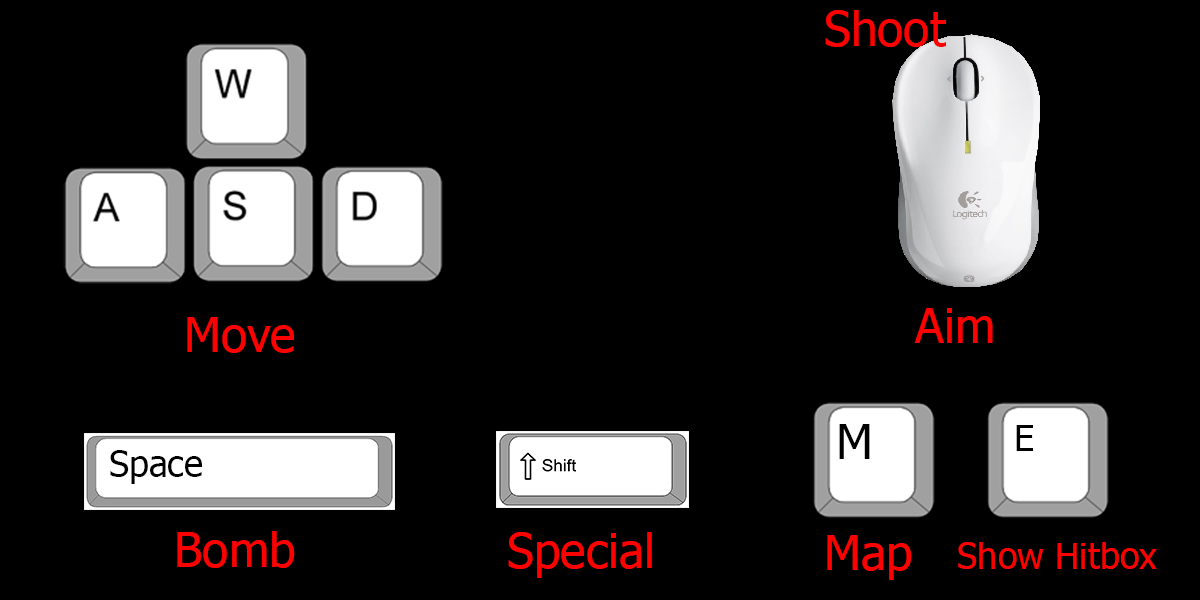 Shoot
W
A S D
Logitech
Move
Aim
Space
Shift
M
E
Bomb
Special
Map
Show Hitbox